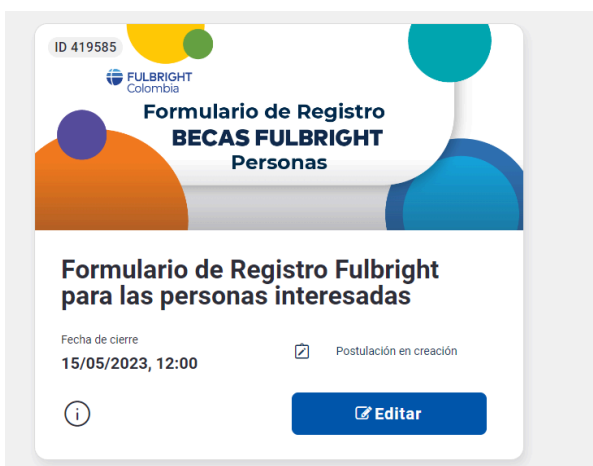 ID 419585
FULBRIGHT
Colombia
Formulario de Registro
BECAS FULBRIGHT
Personas
Formulario de Registro Fulbright
para las personas interesadas
Fecha de cierre
15/05/2023, 12:00
Postulación en creación
Editar